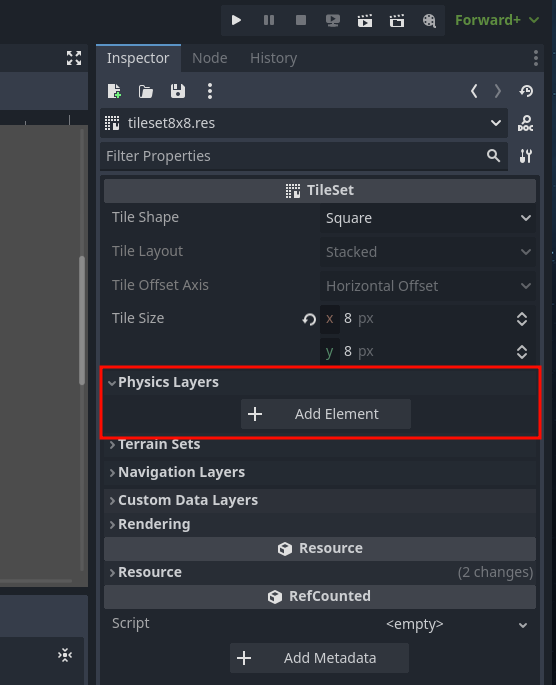 Forward+
Inspector Node History
tileset8x8.res
DOC
Filter Properties
TileSet
Tile Shape Square
Tile Layout Stacked
Tile Offset Axis Horizontal Offset
Tile Size x 8 px
y 8 px
Physics Layers
+ Add Element
Terrain Sets
Navigation Layers
Custom Data Layers
Rendering
Resource
Resource (2 changes)
RefCounted
Script <empty>
+ Add Metadata